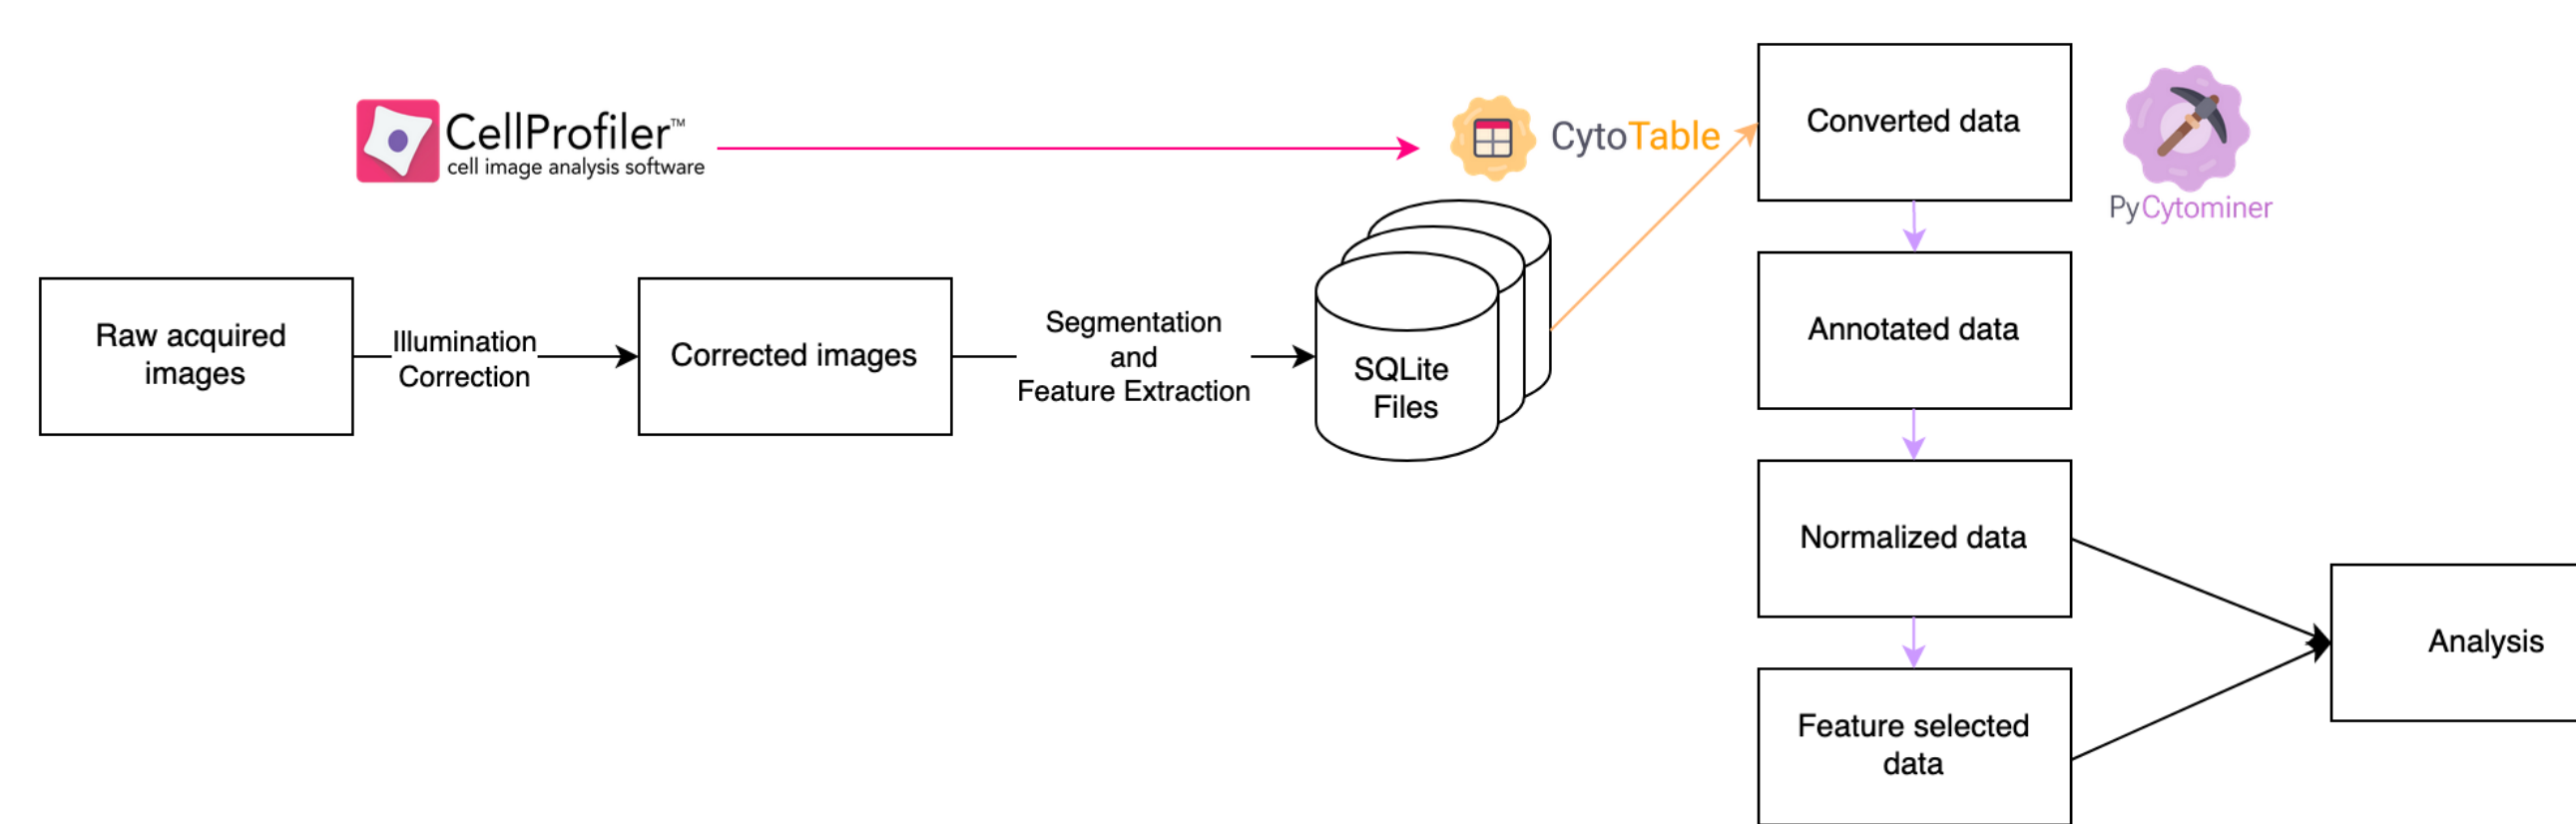 CellProfiler™
cell image analysis software
CytoTable
Converted data
PyCytominer
Raw acquired
images
Illumination
Correction
Corrected images
Segmentation
and
Feature Extraction
SQLite
Files
Annotated data
Normalized data
Feature selected
data
Analysis